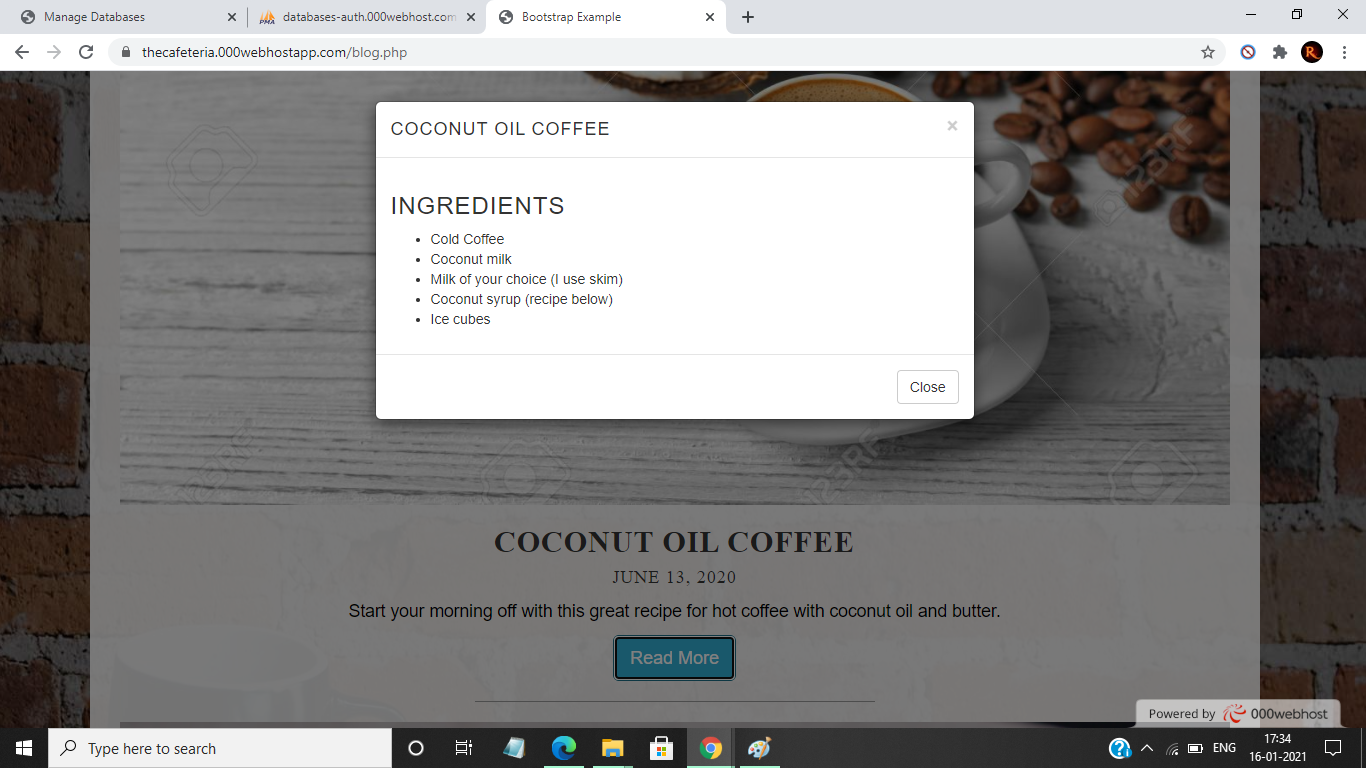 Manage Databases
databases-auth.000webhost.com
Bootstrap Example
thecafeteria.000webhostapp.com/blog.php
R
COCONUT OIL COFFEE
×
INGREDIENTS
• Cold Coffee
• Coconut milk
• Milk of your choice (I use skim)
• Coconut syrup (recipe below)
• Ice cubes
Close
123RF
123RF
123RF
COCONUT OIL COFFEE
JUNE 13, 2020
Start your morning off with this great recipe for hot coffee with coconut oil and butter.
Read More
Powered by 000webhost
Type here to search
ENG
17:34
16-01-2021